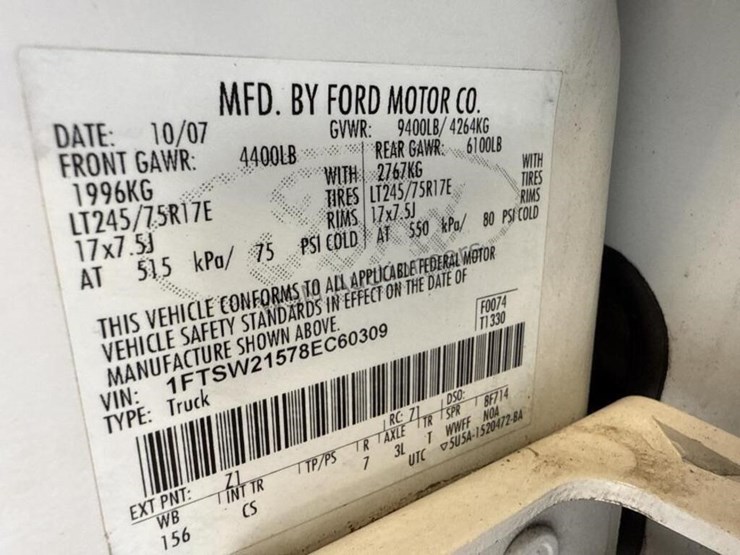 MFD. BY FORD MOTOR CO.
DATE: 10/07 GVWR: 9400LB/ 4264KG
FRONT GAWR: 4400LB REAR GAWR: 6100LB
1996KG WITH 2767KG WITH
LT245/75R17E TIRES LT245/75R17E TIRES
17x7.5J RIMS 17x7.5J RIMS
AT 515 kPa/ 75 PSI COLD AT 550 kPa/ 80 PSI COLD
THIS VEHICLE CONFORMS TO ALL APPLICABLE FEDERAL MOTOR
VEHICLE SAFETY STANDARDS IN EFFECT ON THE DATE OF
MANUFACTURE SHOWN ABOVE.
F0074
T1330
VIN: 1FTSW21578EC60309
TYPE: Truck
EXT PNT: Z1 RC: 71 DSO:
WB INT TR TP/PS R AXLE TR SPR BF714
156 CS 7 3L T WWFF NOA
UTC 5U5A-1520472-BA